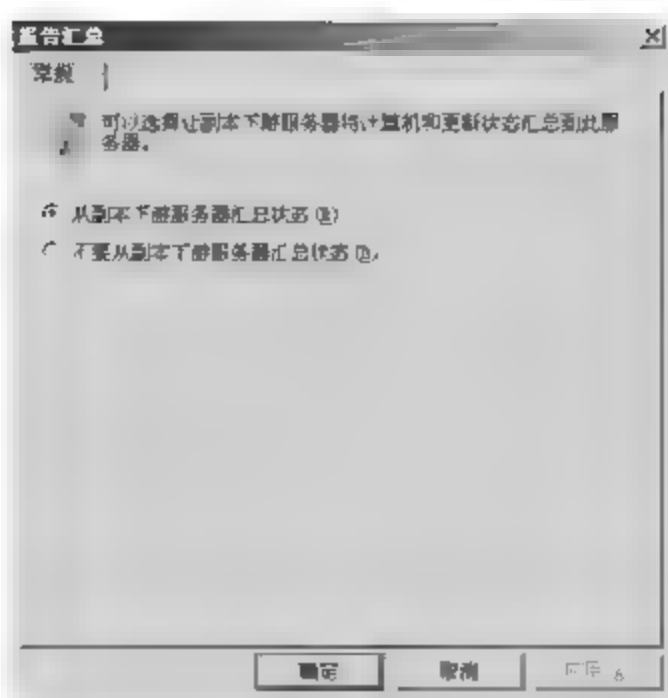 报告汇总
常规
可以选择让副本下游服务器将计算机和更新状态汇总到此服
务器。
从副本下游服务器汇总状态(R)
不要从副本下游服务器汇总状态(D)
确定 取消 应用